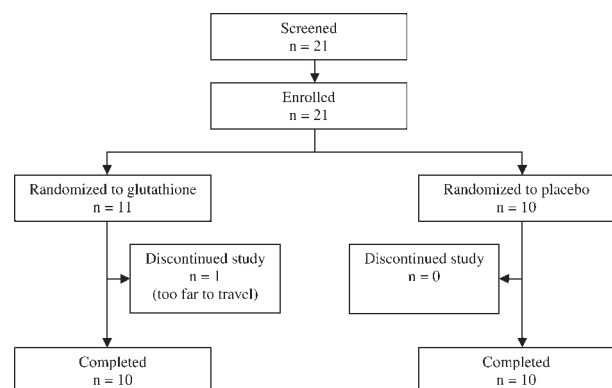 Screened
n = 21
Enrolled
n = 21
Randomized to glutathione
n = 11
Randomized to placebo
n = 10
Discontinued study
n = 1
(too far to travel)
Discontinued study
n = 0
Completed
n = 10
Completed
n = 10